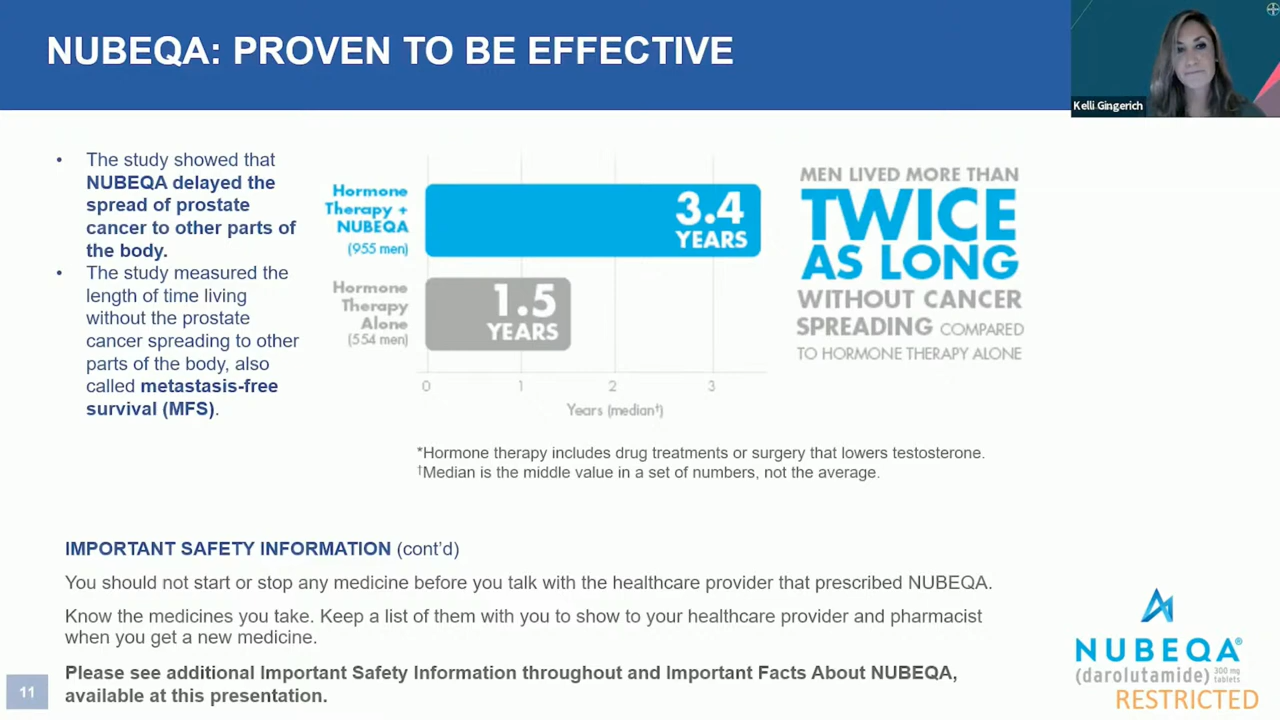 NUBEQA: PROVEN TO BE EFFECTIVE
Kelli Gingerich
• The study showed that
NUBEQA delayed the
spread of prostate
cancer to other parts of
the body.
• The study measured the
length of time living
without the prostate
cancer spreading to other
parts of the body, also
called metastasis-free
survival (MFS).
Hormone
Therapy +
NUBEQA
(955 men)
3.4
YEARS
Hormone
Therapy
Alone
(554 men)
1.5
YEARS
0 1 2 3
Years (median†)
MEN LIVED MORE THAN
TWICE
AS LONG
WITHOUT CANCER
SPREADING COMPARED
TO HORMONE THERAPY ALONE
*Hormone therapy includes drug treatments or surgery that lowers testosterone.
†Median is the middle value in a set of numbers, not the average.
IMPORTANT SAFETY INFORMATION (cont’d)
You should not start or stop any medicine before you talk with the healthcare provider that prescribed NUBEQA.
Know the medicines you take. Keep a list of them with you to show to your healthcare provider and pharmacist
when you get a new medicine.
Please see additional Important Safety Information throughout and Important Facts About NUBEQA,
available at this presentation.
11
NUBEQA®
(darolutamide) 300 mg
tablets
RESTRICTED